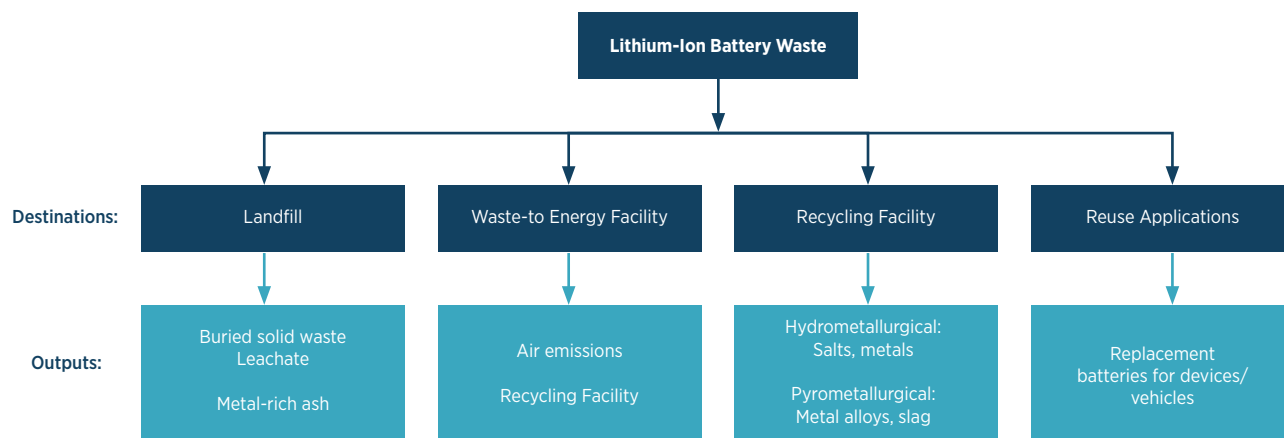 Lithium-Ion Battery Waste
Destinations:
Landfill
Waste-to Energy Facility
Recycling Facility
Reuse Applications
Outputs:
Buried solid waste
Leachate
Metal-rich ash
Air emissions
Recycling Facility
Hydrometallurgical:
Salts, metals
Pyrometallurgical:
Metal alloys, slag
Replacement
batteries for devices/
vehicles